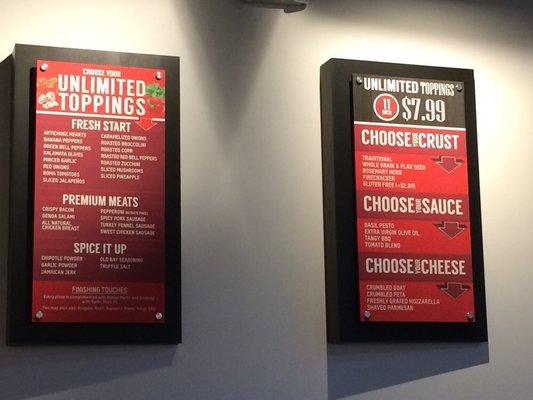 CHOOSE YOUR
UNLIMITED
TOPPINGS
FRESH START
ARTICHOKE HEARTS
BANANA PEPPERS
GREEN BELL PEPPERS
KALAMATA OLIVES
MINCED GARLIC
RED ONIONS
ROMA TOMATOES
SLICED JALAPEÑOS
CARAMELIZED ONIONS
ROASTED BROCCOLINI
ROASTED CORN
ROASTED RED BELL PEPPERS
SLICED MUSHROOMS
SLICED PINEAPPLE
PREMIUM MEATS
CRISPY BACON
GENOA SALAMI
ALL NATURAL
CHICKEN BREAST
PEPPERONI
SPICY PORK SAUSAGE
TURKEY FENNEL SAUSAGE
SWEET CHICKEN SAUSAGE
SPICE IT UP
CHIPOTLE POWDER
GARLIC POWDER
JAMAICAN JERK
OLD BAY SEASONING
TRUFFLE SALT
FINISHING TOUCHES
UNLIMITED TOPPINGS
11 INCH $7.99
CHOOSE YOUR CRUST
TRADITIONAL
WHOLE GRAIN & FLAX SEED
ROSEMARY HERB
FIRECRACKER
GLUTEN FREE (+$2.00)
CHOOSE YOUR SAUCE
BASIL PESTO
EXTRA VIRGIN OLIVE OIL
TANGY BBQ
TOMATO BLEND
CHOOSE YOUR CHEESE
CRUMBLED GOAT
CRUMBLED FETA
FRESHLY GRATED MOZZARELLA
SHAVED PARMESAN